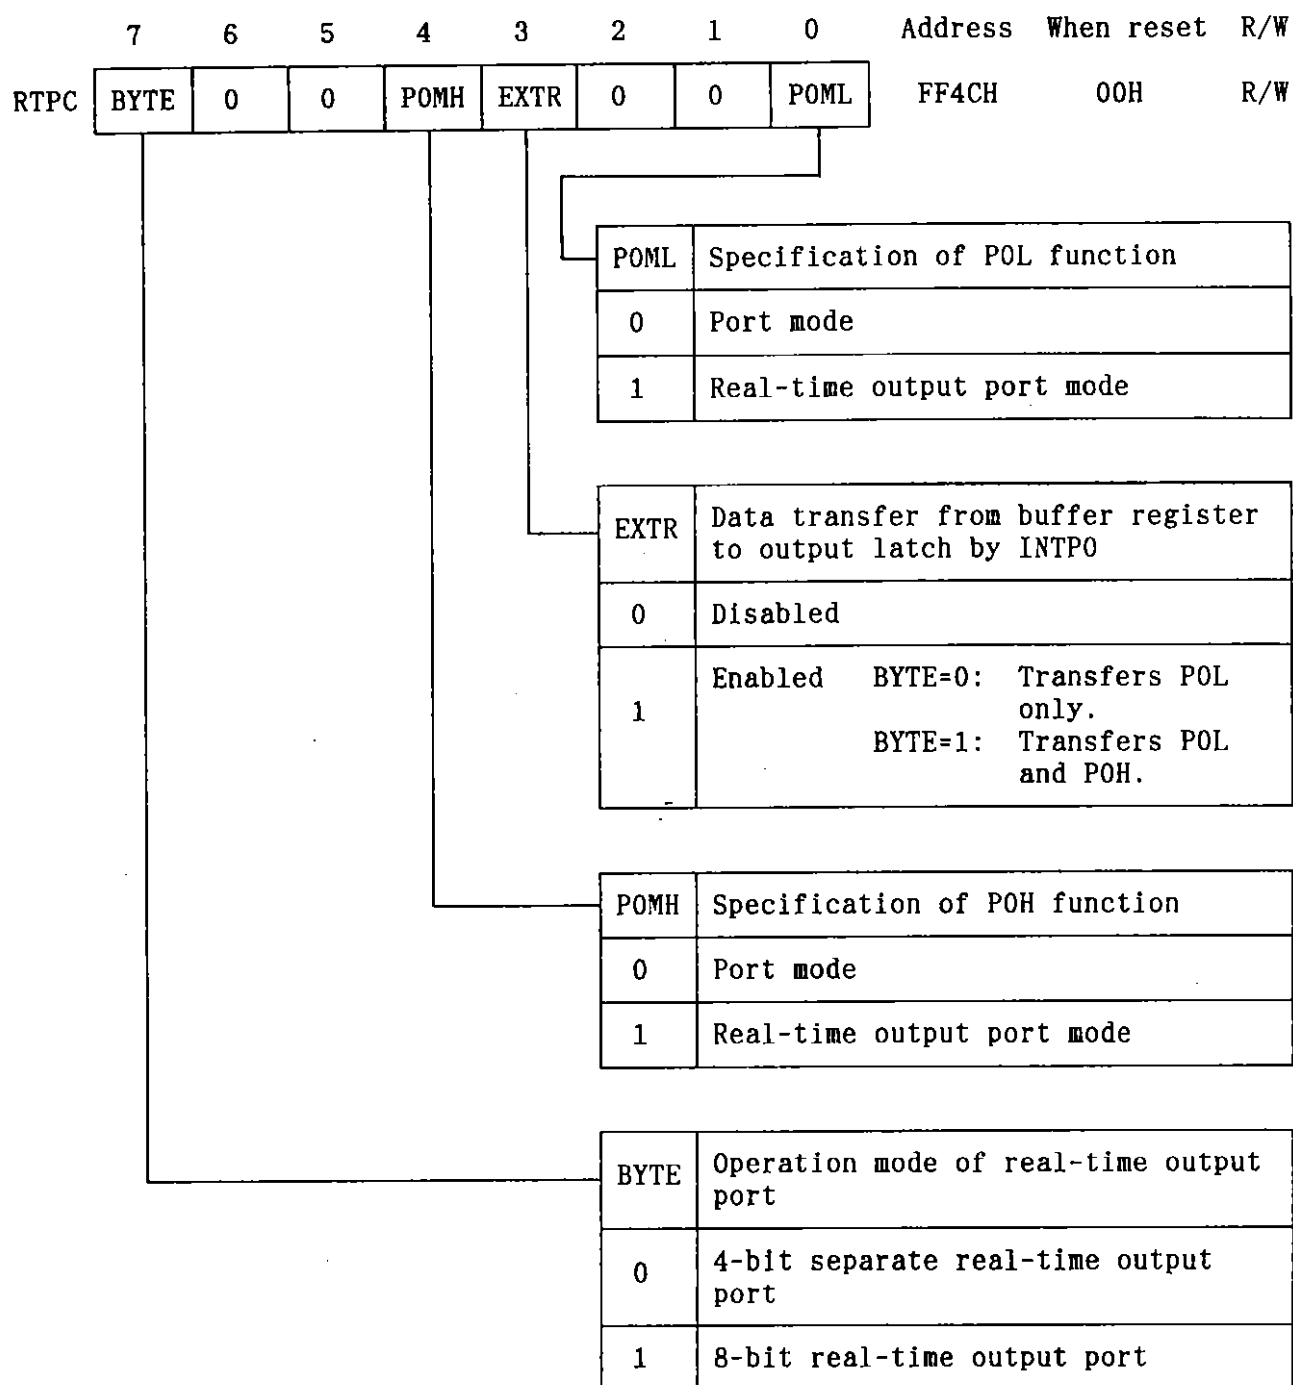 7 6 5 4 3 2 1 0 Address When reset R/W
RTPC BYTE 0 0 POMH EXTR 0 0 POML FF4CH 00H R/W
POML Specification of POL function
0 Port mode
1 Real-time output port mode
EXTR Data transfer from buffer register
to output latch by INTPO
0 Disabled
1 Enabled BYTE=0: Transfers POL
only.
BYTE=1: Transfers POL
and POH.
POMH Specification of POH function
0 Port mode
1 Real-time output port mode
BYTE Operation mode of real-time output
port
0 4-bit separate real-time output
port
1 8-bit real-time output port